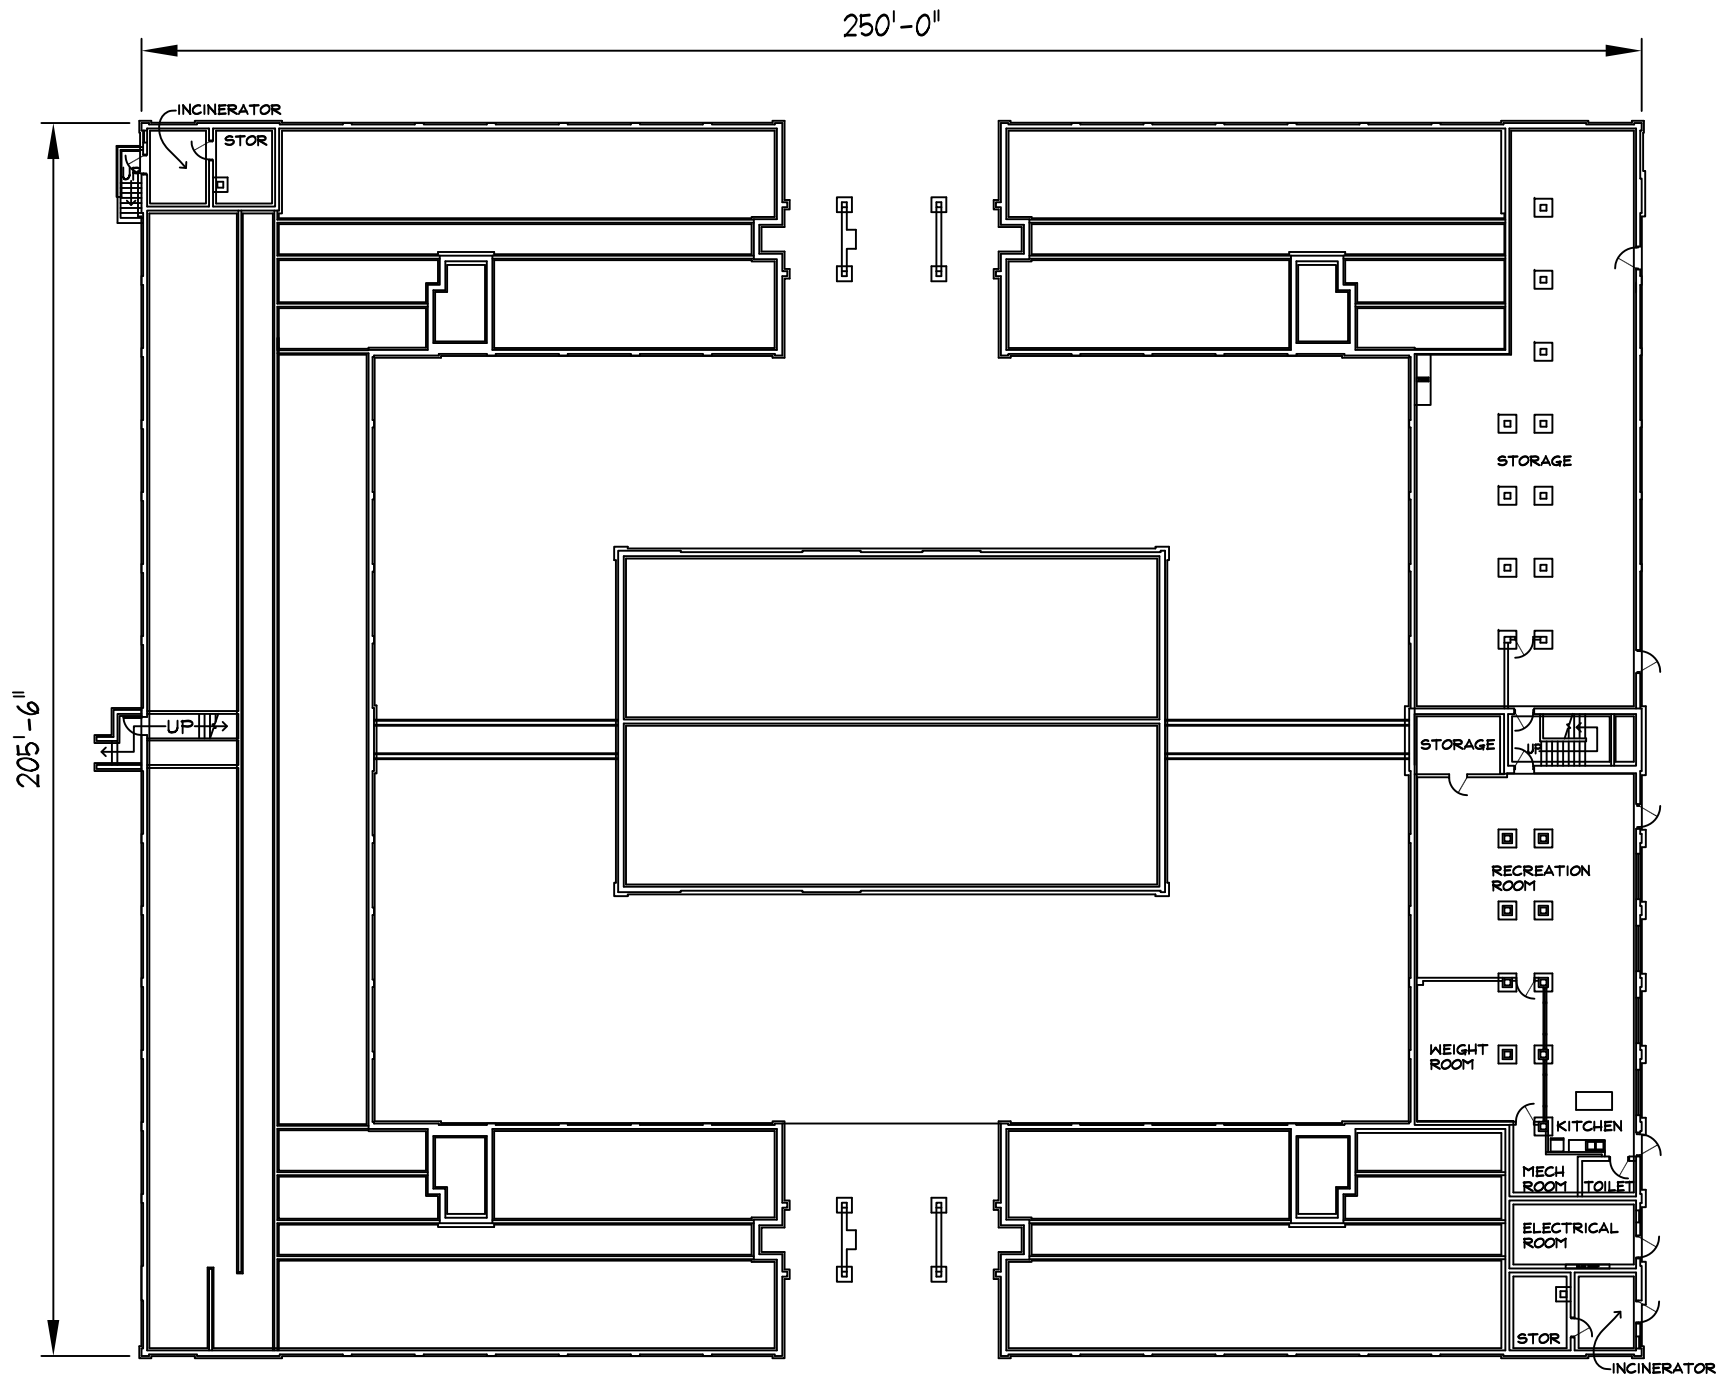 250'-0"
INCINERATOR
STOR
UP
STORAGE
205'-6"
UP
STORAGE
UP
RECREATION
ROOM
WEIGHT
ROOM
KITCHEN
MECH
ROOM
TOILET
ELECTRICAL
ROOM
STOR
INCINERATOR